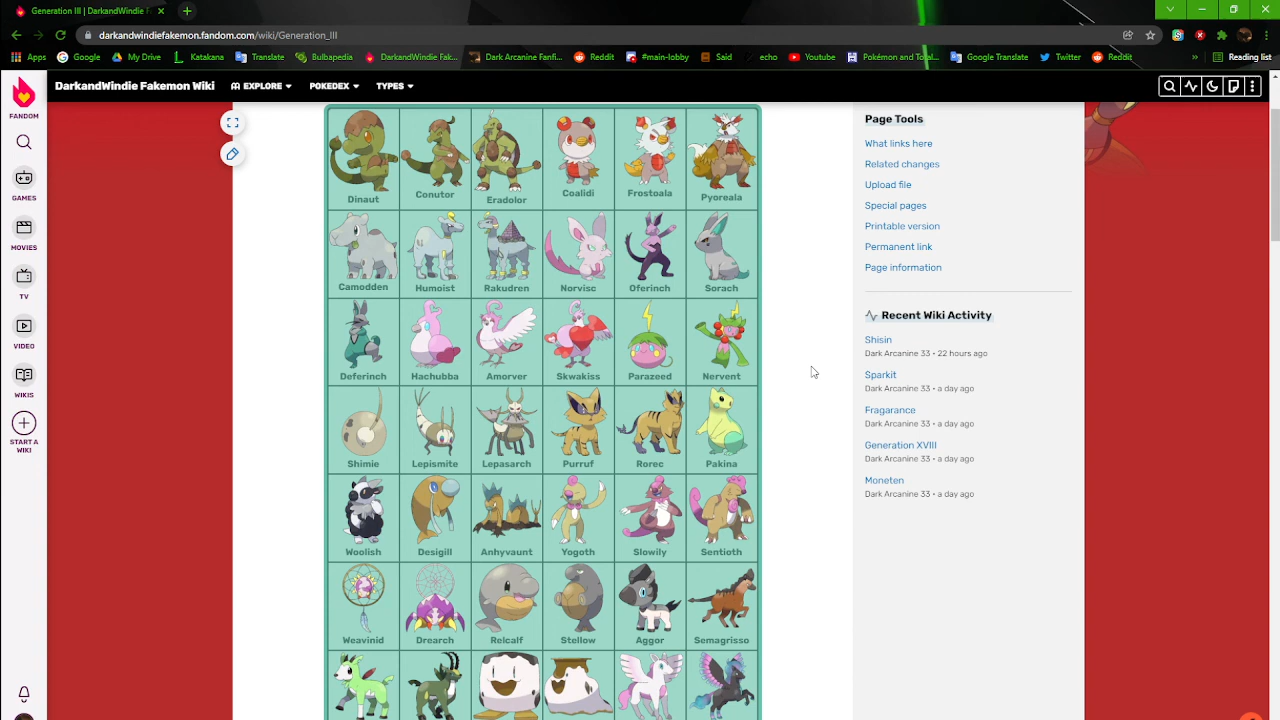 Generation III | DarkandWindie F
darkandwindiefakemon.fandom.com/wiki/Generation_III
Apps Google My Drive Katakana Translate Bulbapedia DarkandWindie Fak... Dark Arcanine Fan... Reddit #main-lobby Said echo Youtube Pokémon and Total... Google Translate Twitter Reddit » Reading list
DarkandWindie Fakemon Wiki EXPLORE POKEDEX TYPES
FANDOM
GAMES
MOVIES
TV
VIDEO
WIKIS
START A
WIKI
Dinaut Conutor Eradolor Coalidi Frostoala Pyoreala
Camodden Humoist Rakudren Norvisc Oferinch Sorach
Deferinch Hachubba Amorver Skwakiss Parazeed Nervent
Shimie Lepismite Lepasarch Purruf Rorec Pakina
Woolish Desigill Anhyvaunt Yogoth Slowily Sentioth
Weavinid Drearch Relcalf Stellow Aggor Semagrisso
Page Tools
What links here
Related changes
Upload file
Special pages
Printable version
Permanent link
Page information
Recent Wiki Activity
Shisin
Dark Arcanine 33 • 22 hours ago
Sparkit
Dark Arcanine 33 • a day ago
Fragarance
Dark Arcanine 33 • a day ago
Generation XVIII
Dark Arcanine 33 • a day ago
Moneten
Dark Arcanine 33 • a day ago